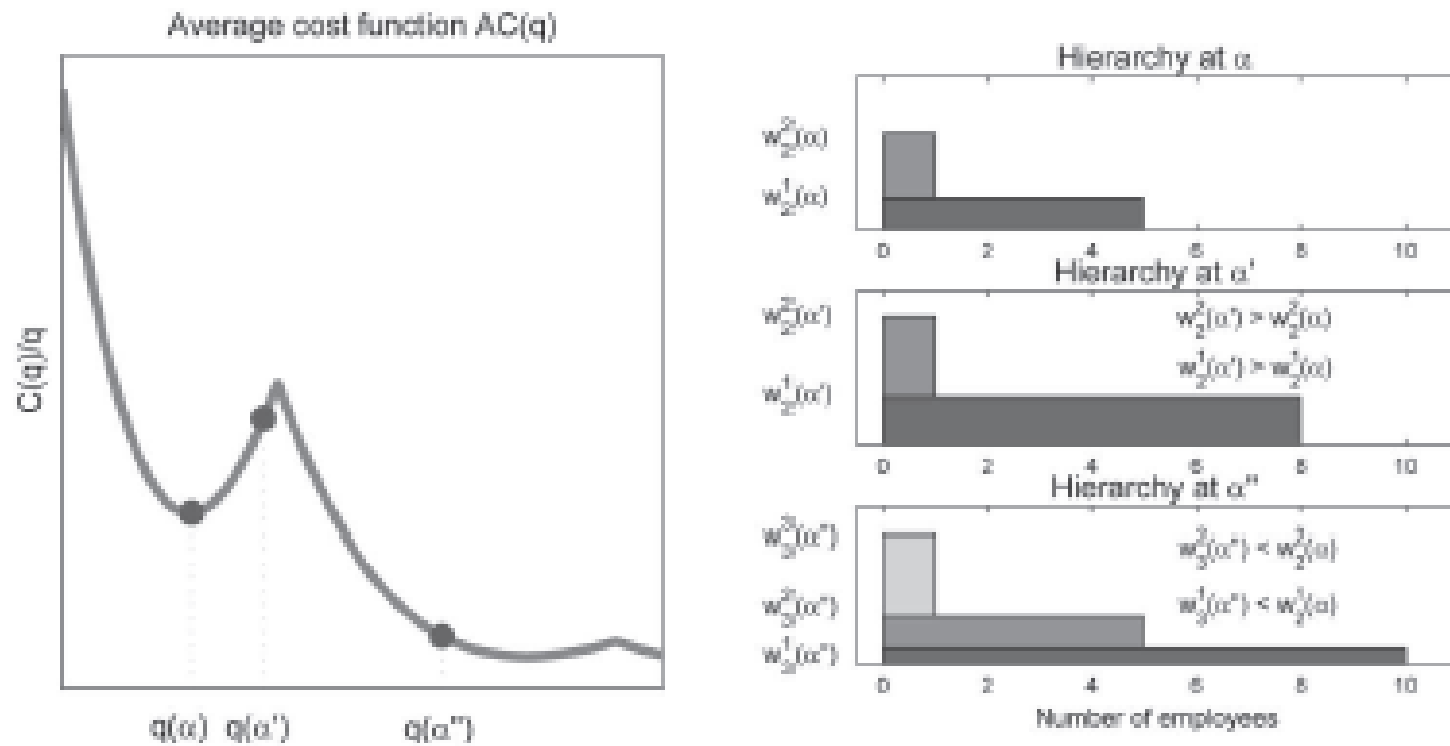 Average cost function AC(q)
C(q)/q
q(α) q(α') q(α'')
Hierarchy at α
w₂²(α)
w₂¹(α)
0 2 4 6 8 10
Hierarchy at α'
w₂²(α')
w₂¹(α')
w₂²(α') > w₂²(α)
w₂¹(α') > w₂¹(α)
0 2 4 6 8 10
Hierarchy at α''
w₃³(α'')
w₃²(α'')
w₃¹(α'')
w₃²(α'') < w₂²(α)
w₃¹(α'') < w₂¹(α)
0 2 4 6 8 10
Number of employees